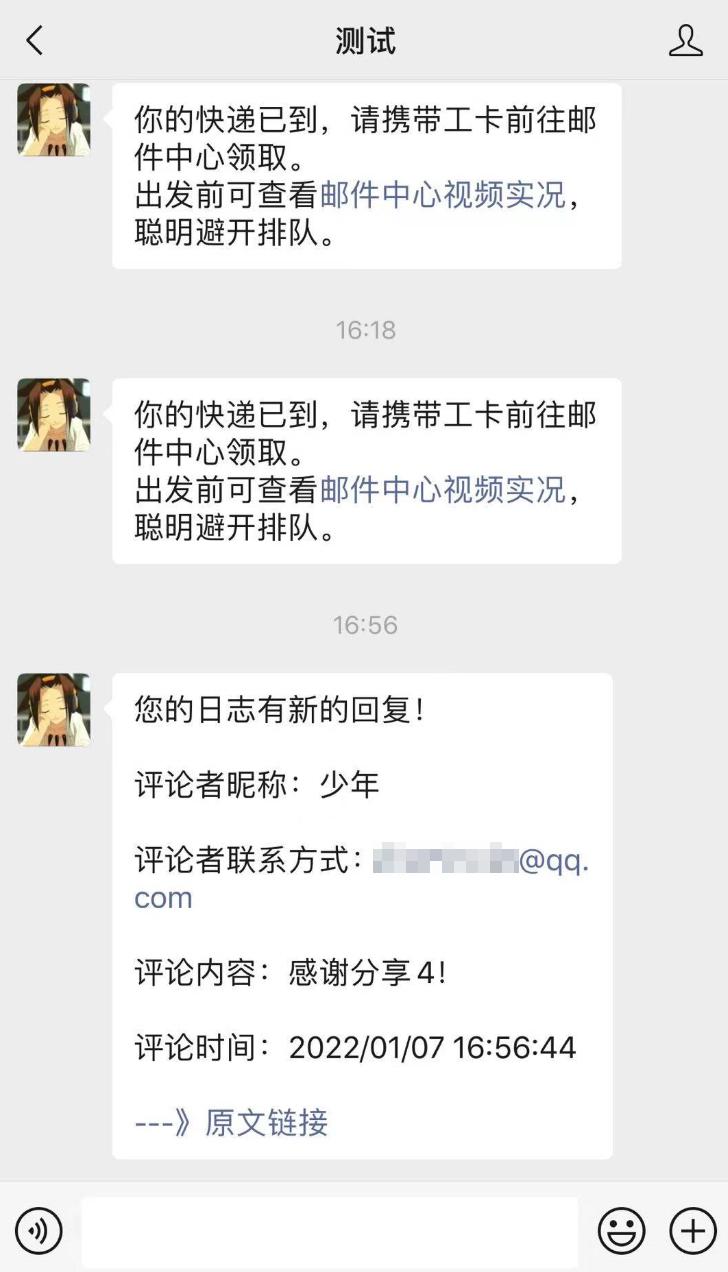 测试
你的快递已到，请携带工卡前往邮
件中心领取。
出发前可查看邮件中心视频实况，
聪明避开排队。
16:18
你的快递已到，请携带工卡前往邮
件中心领取。
出发前可查看邮件中心视频实况，
聪明避开排队。
16:56
您的日志有新的回复！
评论者昵称：少年
评论者联系方式：@qq.
com
评论内容：感谢分享4!
评论时间：2022/01/07 16:56:44
---》原文链接